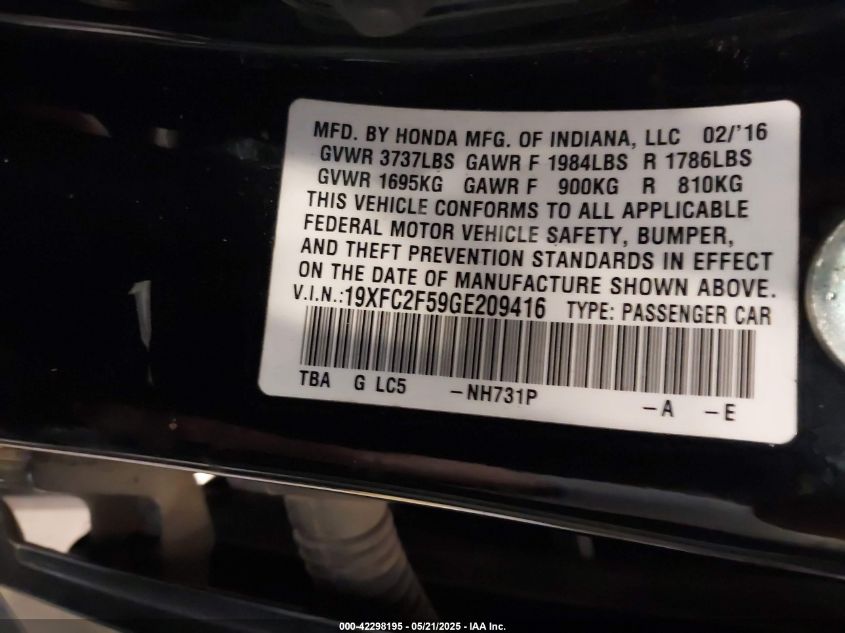 MFD. BY HONDA MFG. OF INDIANA, LLC 02/'16
GVWR 3737LBS GAWR F 1984LBS R 1786LBS
GVWR 1695KG GAWR F 900KG R 810KG
THIS VEHICLE CONFORMS TO ALL APPLICABLE
FEDERAL MOTOR VEHICLE SAFETY, BUMPER,
AND THEFT PREVENTION STANDARDS IN EFFECT
ON THE DATE OF MANUFACTURE SHOWN ABOVE.
V.I.N.:19XFC2F59GE209416 TYPE: PASSENGER CAR
TBA G LC5 -NH731P -A -E
000-42298195 - 05/21/2025 - IAA Inc.